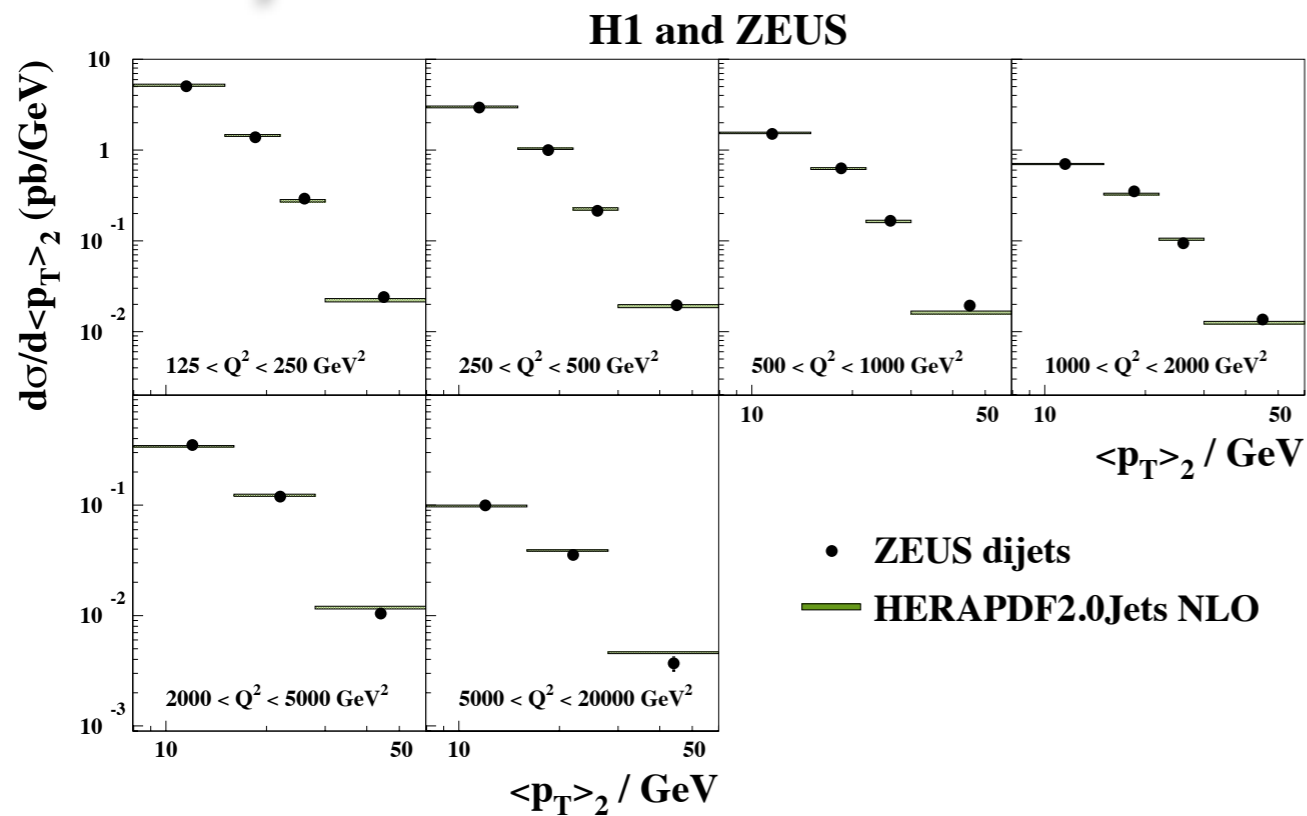 H1 and ZEUS
dσ/d<p_T>_2 (pb/GeV)
10
1
10^-1
10^-2
125 < Q^2 < 250 GeV^2
250 < Q^2 < 500 GeV^2
500 < Q^2 < 1000 GeV^2
1000 < Q^2 < 2000 GeV^2
10 50
10 50
<p_T>_2 / GeV
10^-1
10^-2
10^-3
2000 < Q^2 < 5000 GeV^2
5000 < Q^2 < 20000 GeV^2
10 50
10 50
<p_T>_2 / GeV
ZEUS dijets
HERAPDF2.0Jets NLO